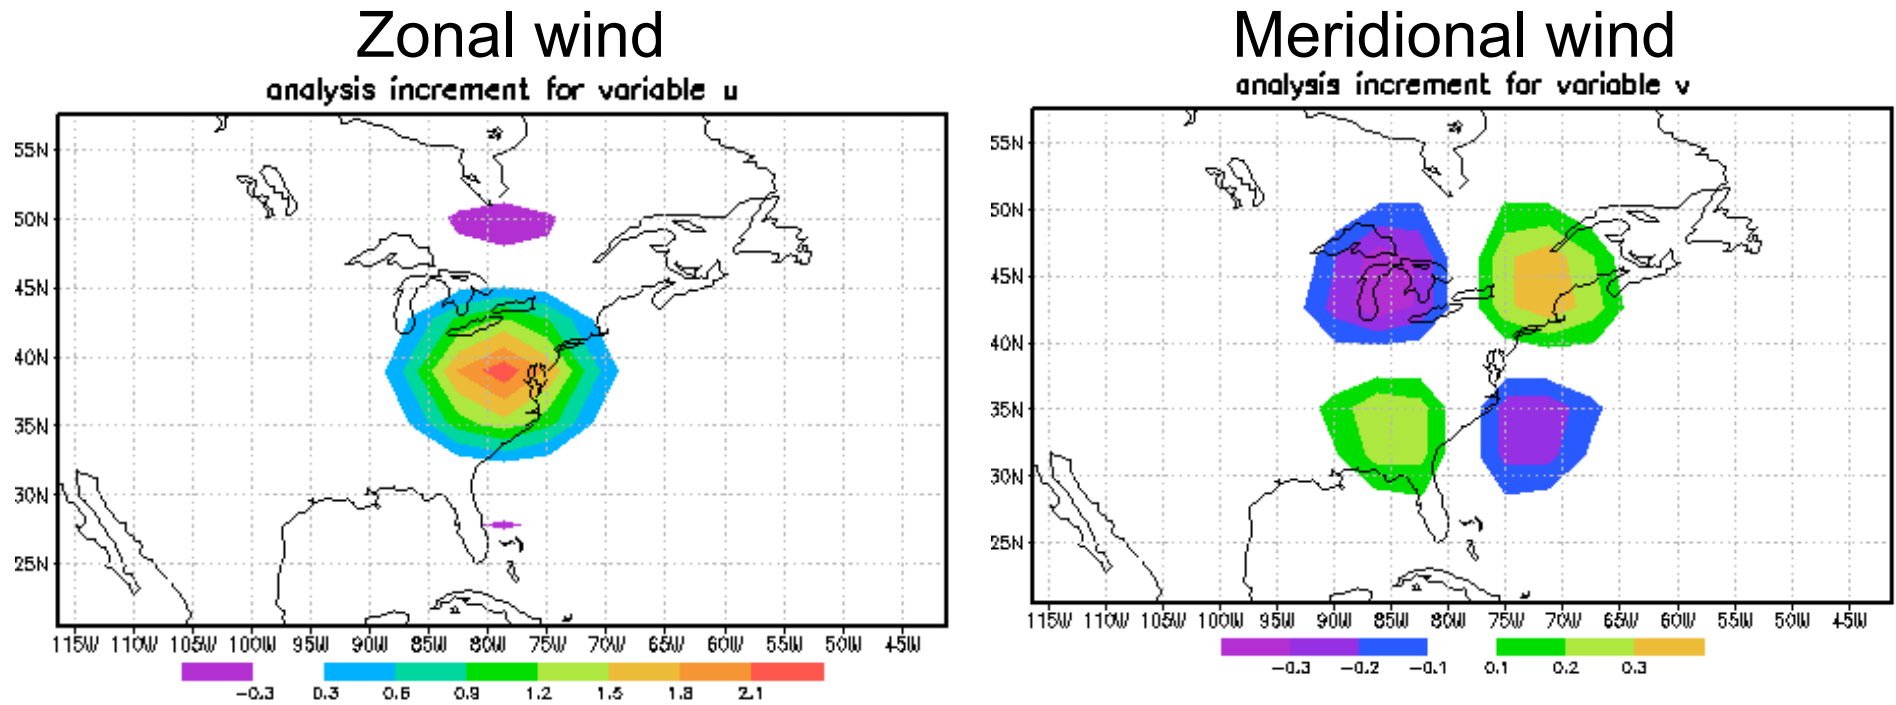 Zonal wind
analysis increment for variable u
55N
50N
45N
40N
35N
30N
25N
115W 110W 105W 100W 95W 90W 85W 80W 75W 70W 65W 60W 55W 50W 45W
-0.3 0.3 0.6 0.9 1.2 1.5 1.8 2.1
Meridional wind
analysis increment for variable v
55N
50N
45N
40N
35N
30N
25N
115W 110W 105W 100W 95W 90W 85W 80W 75W 70W 65W 60W 55W 50W 45W
-0.3 -0.2 -0.1 0.1 0.2 0.3